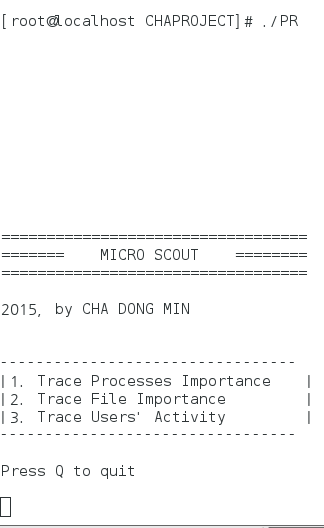 [root@localhost CHAPROJECT]# ./PR
==================================
=======    MICRO SCOUT    ========
==================================
2015, by CHA DONG MIN
---------------------------------
|1. Trace Processes Importance    |
|2. Trace File Importance         |
|3. Trace Users' Activity         |
---------------------------------
Press Q to quit